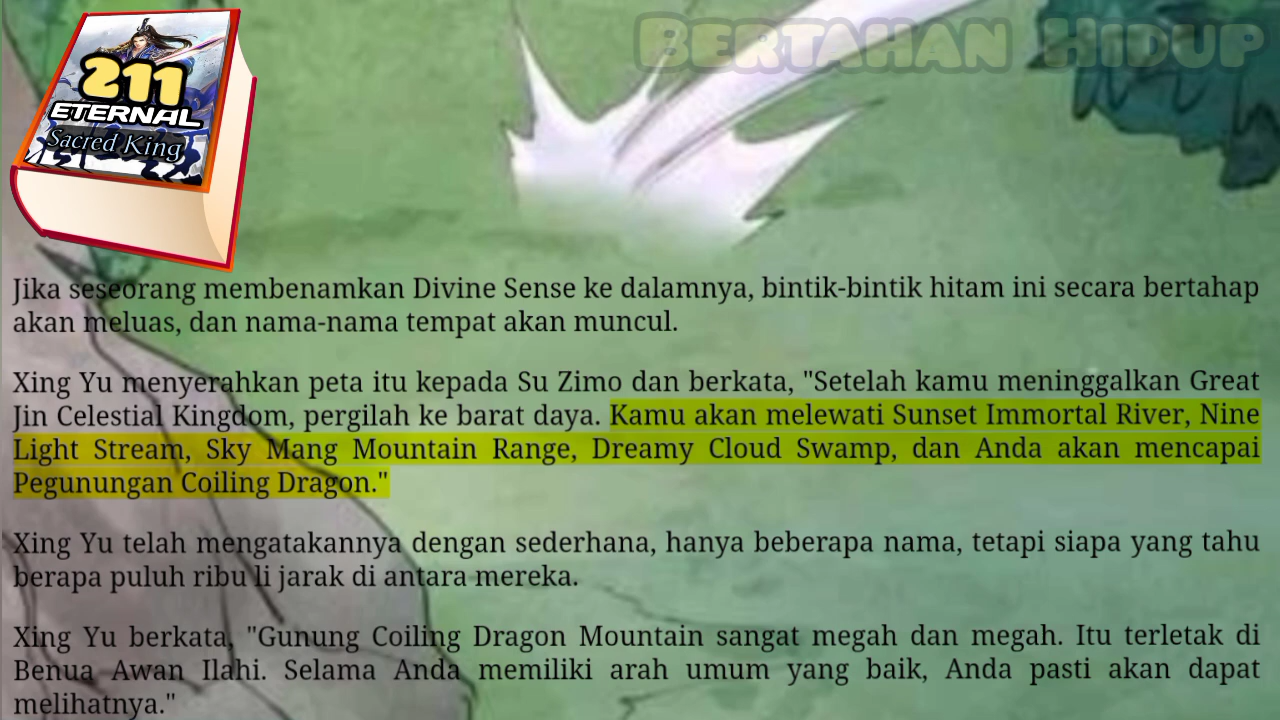 BERTAHAN HIDUP
211
ETERNAL
Sacred King
Jika seseorang membenamkan Divine Sense ke dalamnya, bintik-bintik hitam ini secara bertahap
akan meluas, dan nama-nama tempat akan muncul.
Xing Yu menyerahkan peta itu kepada Su Zimo dan berkata, "Setelah kamu meninggalkan Great
Jin Celestial Kingdom, pergilah ke barat daya. Kamu akan melewati Sunset Immortal River, Nine
Light Stream, Sky Mang Mountain Range, Dreamy Cloud Swamp, dan Anda akan mencapai
Pegunungan Coiling Dragon."
Xing Yu telah mengatakannya dengan sederhana, hanya beberapa nama, tetapi siapa yang tahu
berapa puluh ribu li jarak di antara mereka.
Xing Yu berkata, "Gunung Coiling Dragon Mountain sangat megah dan megah. Itu terletak di
Benua Awan Ilahi. Selama Anda memiliki arah umum yang baik, Anda pasti akan dapat
melihatnya."